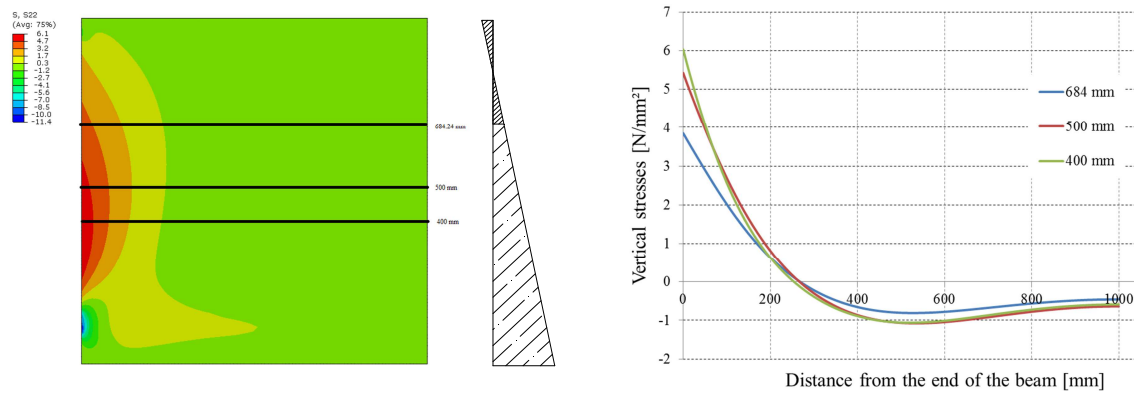 S, S22
(Avg: 75%)
6.1
4.7
3.2
1.7
0.3
-1.2
-2.7
-4.1
-5.6
-7.0
-8.5
-10.0
-11.4
684.24 mm
500 mm
400 mm
Vertical stresses [N/mm²]
7
6
5
4
3
2
1
0
-1
-2
0 200 400 600 800 1000
684 mm
500 mm
400 mm
Distance from the end of the beam [mm]